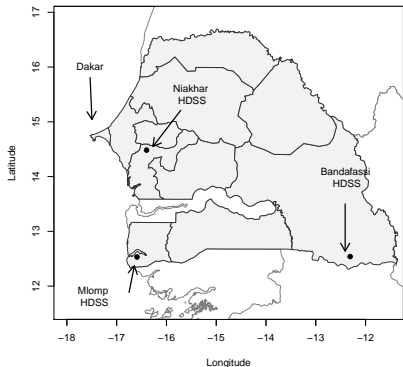 17
16
15
14
13
12
Latitude
Dakar
Niakhar
HDSS
Bandafassi
HDSS
Mlomp
HDSS
−18
−17
−16
−15
−14
−13
−12
−11
Longitude